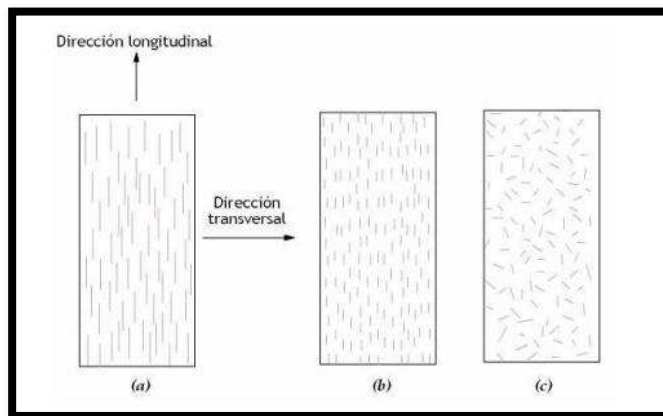 Dirección longitudinal
Dirección
transversal
(a)
(b)
(c)